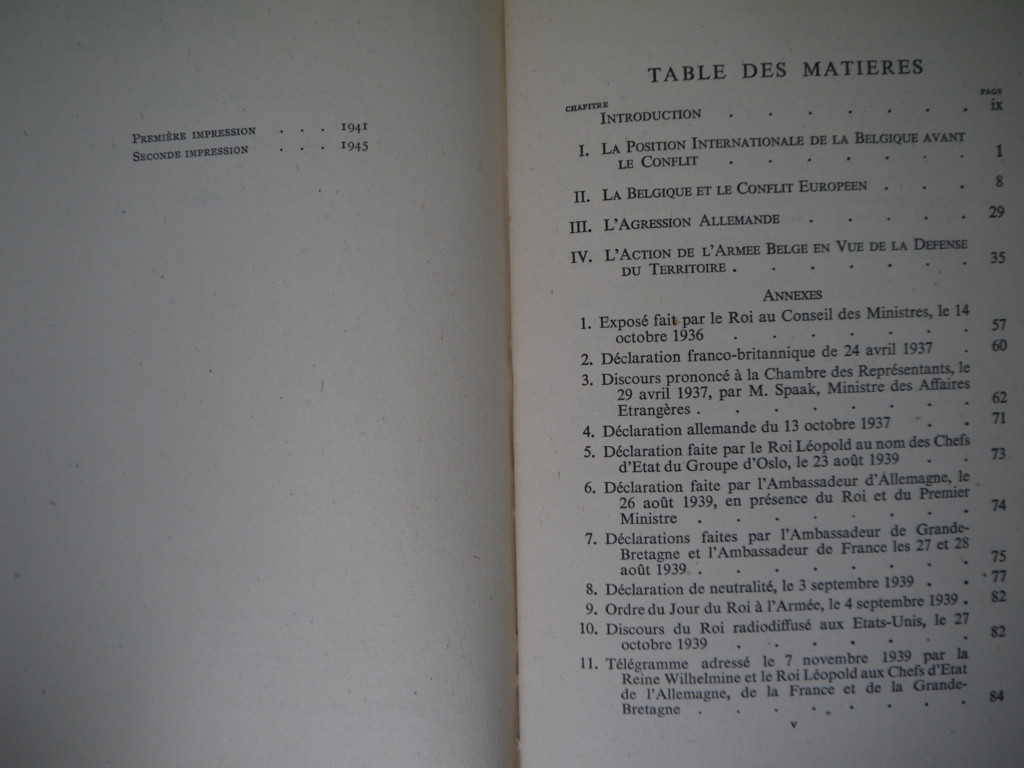 PREMIÈRE IMPRESSION . . . 1941
SECONDE IMPRESSION . . . 1945
TABLE DES MATIERES
CHAPITRE PAGE
INTRODUCTION . . . . . . . ix
I. LA POSITION INTERNATIONALE DE LA BELGIQUE AVANT
LE CONFLIT . . . . . . . 1
II. LA BELGIQUE ET LE CONFLIT EUROPEEN . . . 8
III. L'AGRESSION ALLEMANDE . . . . . 29
IV. L'ACTION DE L'ARMEE BELGE EN VUE DE LA DEFENSE
DU TERRITOIRE . . . . . . . 35
ANNEXES
1. Exposé fait par le Roi au Conseil des Ministres, le 14
octobre 1936 . . . . . . 57
2. Déclaration franco-britannique de 24 avril 1937 . 60
3. Discours prononcé à la Chambre des Représentants, le
29 avril 1937, par M. Spaak, Ministre des Affaires
Etrangères . . . . . . . . 62
4. Déclaration allemande du 13 octobre 1937 . . 71
5. Déclaration faite par le Roi Léopold au nom des Chefs
d'Etat du Groupe d'Oslo, le 23 août 1939 . . 73
6. Déclaration faite par l'Ambassadeur d'Allemagne, le
26 août 1939, en présence du Roi et du Premier
Ministre . . . . . . . . 74
7. Déclarations faites par l'Ambassadeur de Grande-
Bretagne et l'Ambassadeur de France les 27 et 28
août 1939 . . . . . . . . 75
8. Déclaration de neutralité, le 3 septembre 1939 . . 77
9. Ordre du Jour du Roi à l'Armée, le 4 septembre 1939 . 82
10. Discours du Roi radiodiffusé aux Etats-Unis, le 27
octobre 1939 . . . . . . 82
11. Télégramme adressé le 7 novembre 1939 par la
Reine Wilhelmine et le Roi Léopold aux Chefs d'Etat
de l'Allemagne, de la France et de la Grande-
Bretagne . . . . . . . . 84
v